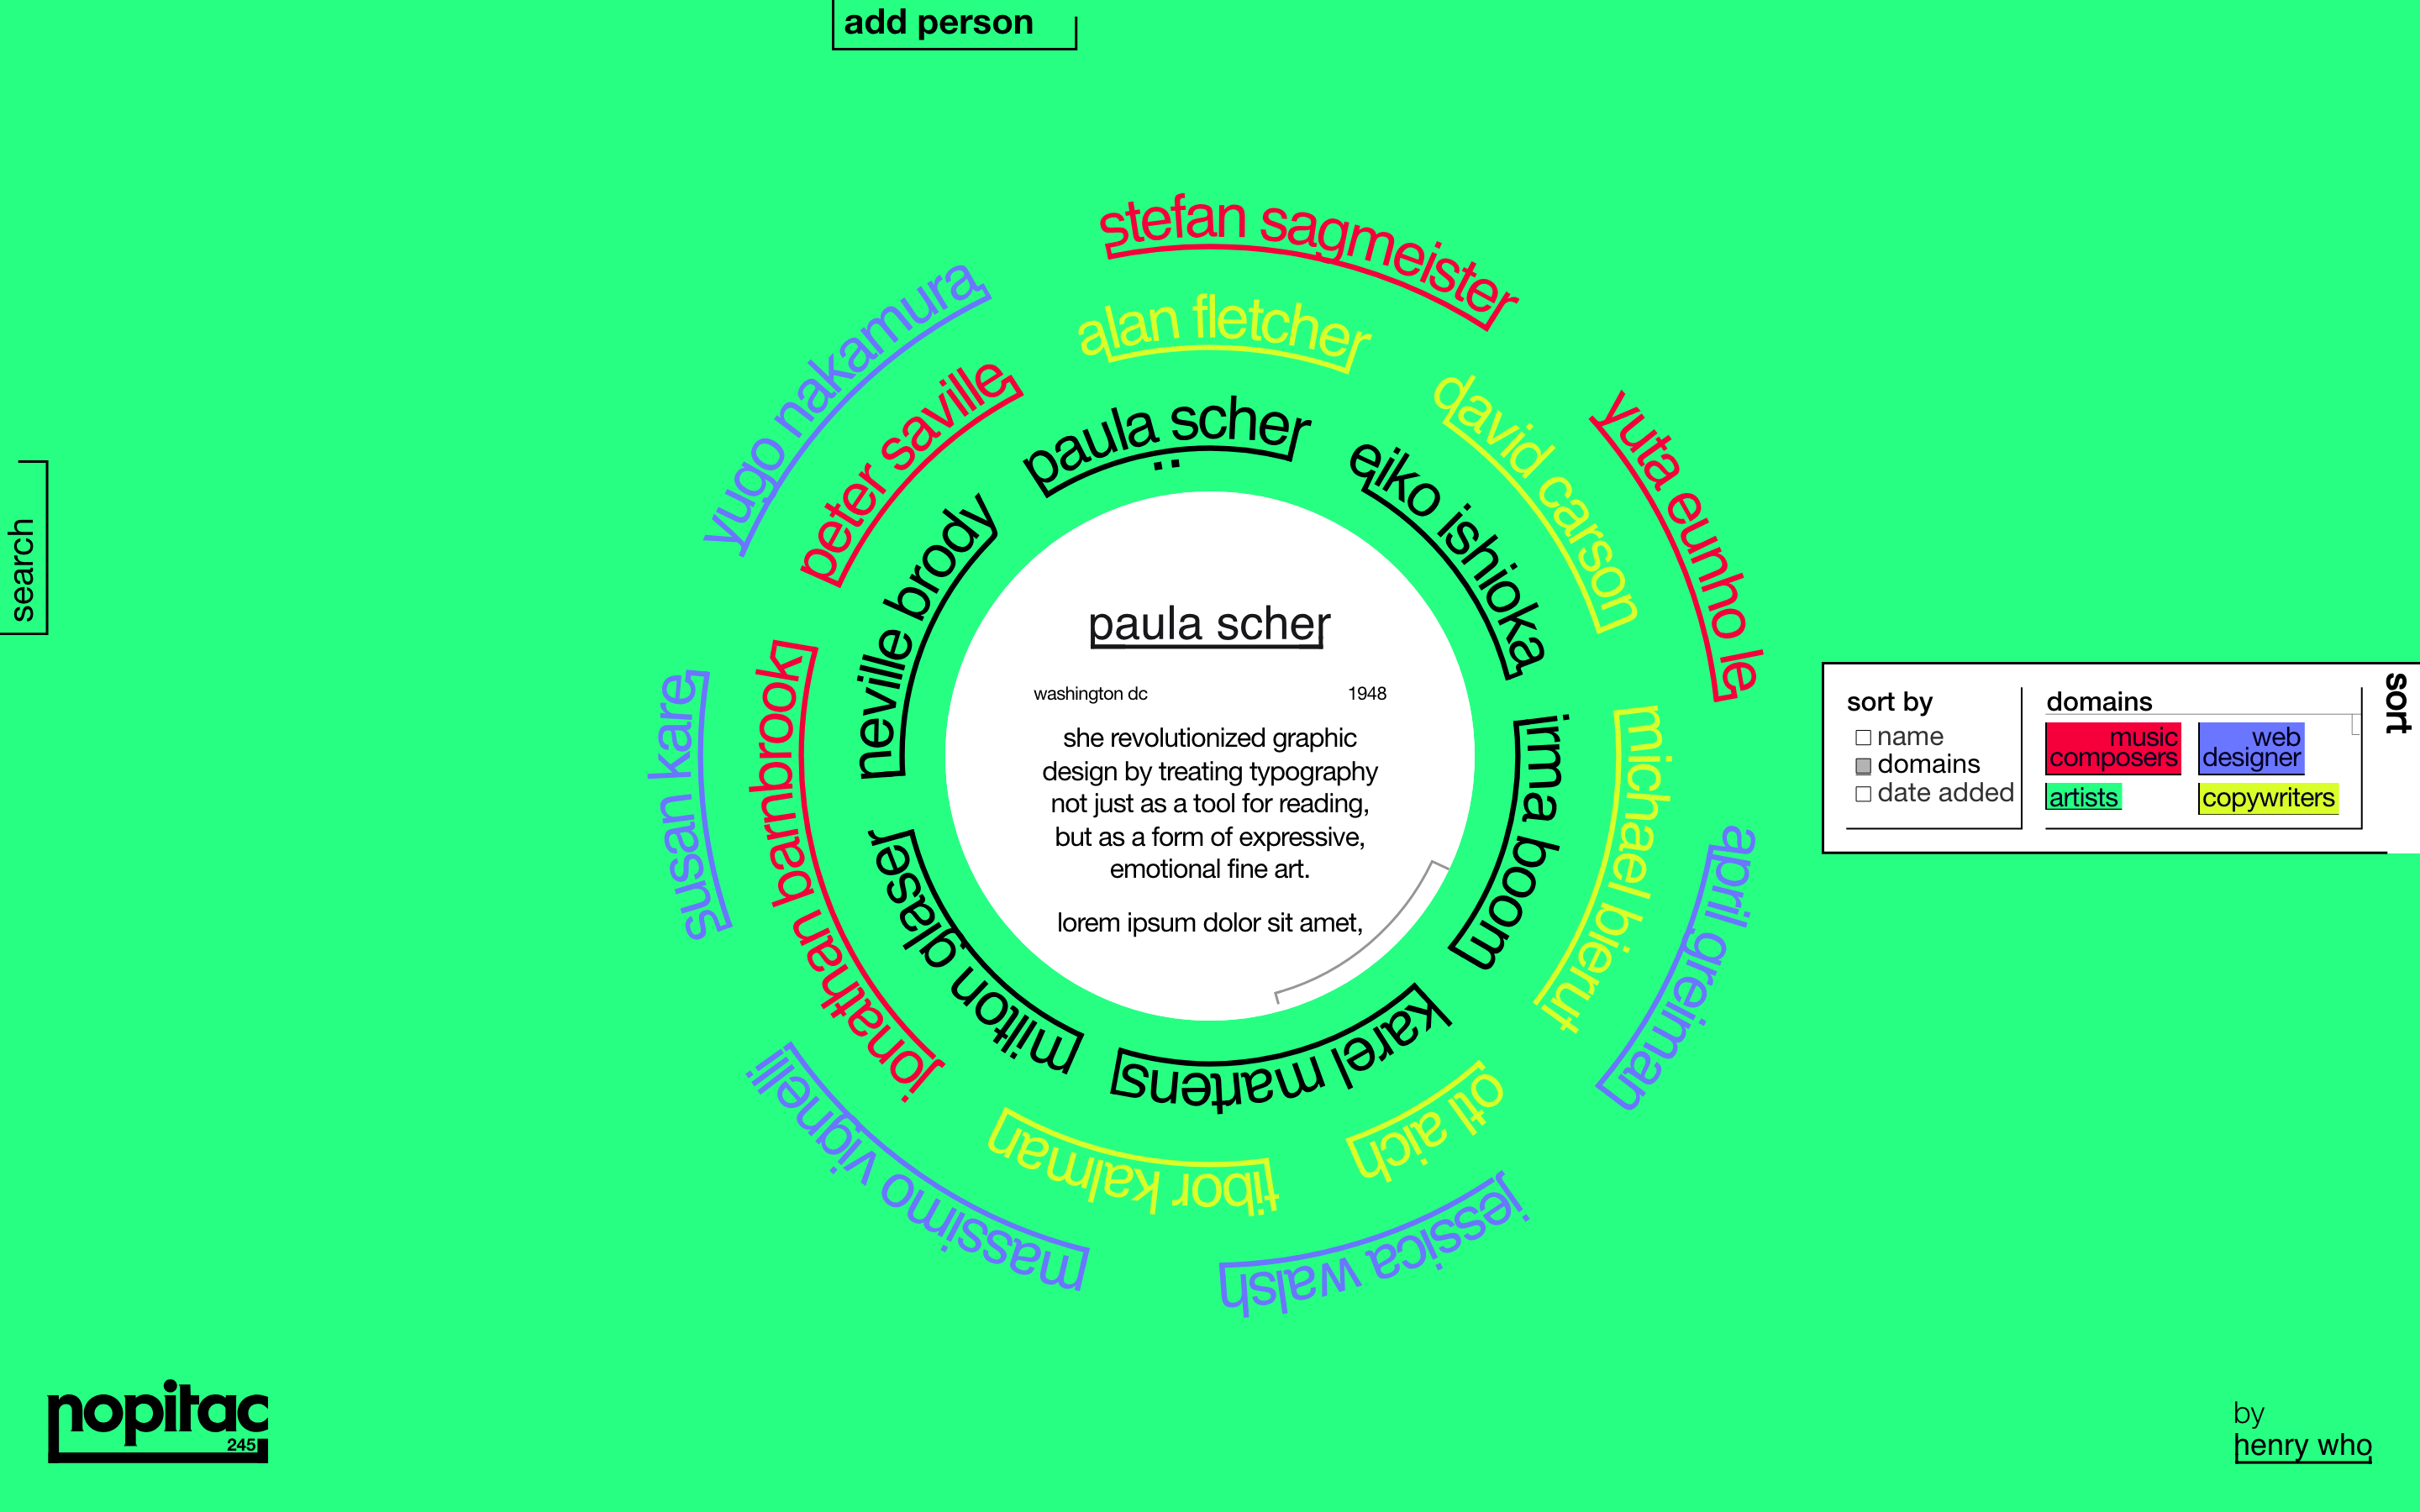 add person
search
stefan sagmeister
yugo nakamura
alan fletcher
peter saville
david carson
yuta eunho le
paula scher
eiko ishioka
neville brody
irma boom
michael bierut
susan kare
jonathan barnbrook
milton glaser
karel martens
april greiman
otl aich
tibor kalman
massimo vignelli
jessica walsh
paula scher
washington dc 1948
she revolutionized graphic
design by treating typography
not just as a tool for reading,
but as a form of expressive,
emotional fine art.
lorem ipsum dolor sit amet,
sort
sort by
name
domains
date added
domains
music
composers
web
designer
artists
copywriters
nopitac
245
by
henry who